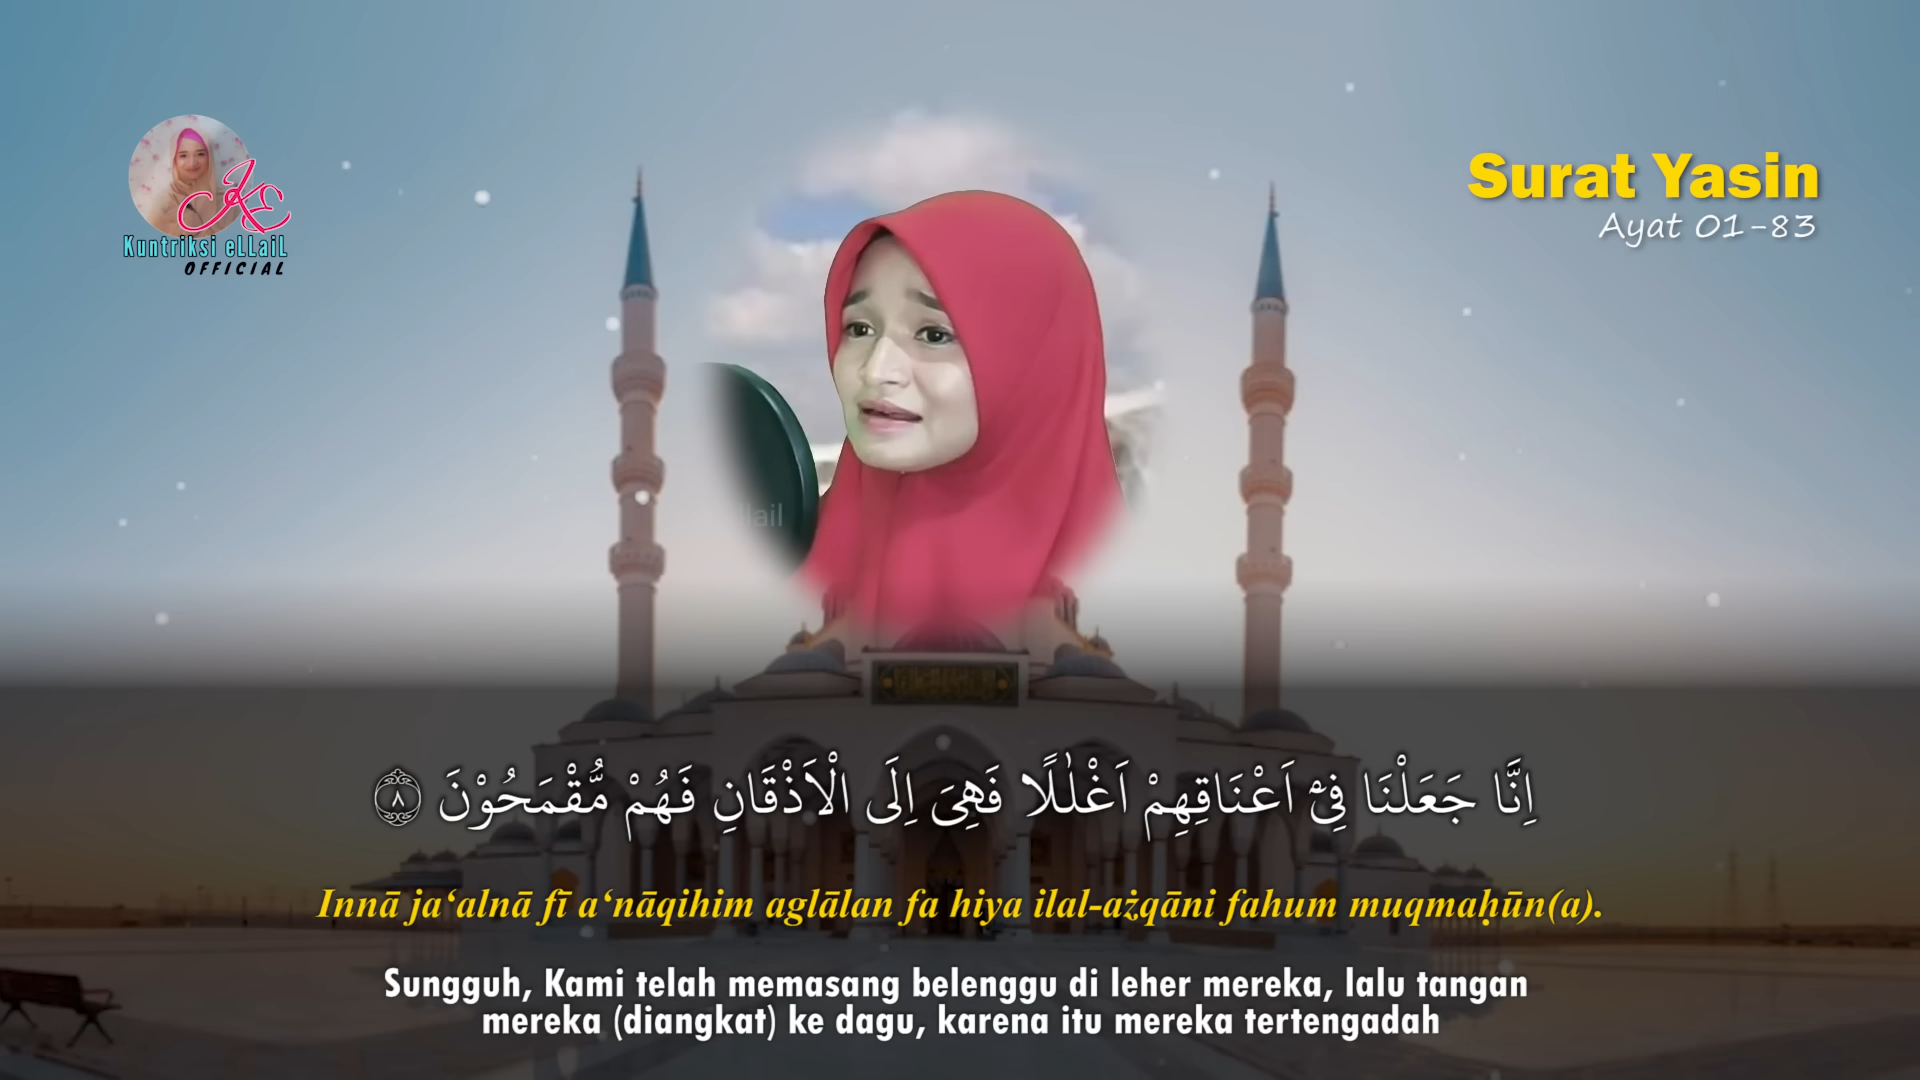 Kuntriksi eLLaiL
OFFICIAL
Surat Yasin
Ayat 01-83
اِنَّا جَعَلْنَا فِيْٓ اَعْنَاقِهِمْ اَغْلٰلًا فَهِيَ اِلَى الْاَذْقَانِ فَهُمْ مُّقْمَحُوْنَ ۝٨
Innā ja‘alnā fī a‘nāqihim aglālan fa hiya ilal-ażqāni fahum muqmaḥūn(a).
Sungguh, Kami telah memasang belenggu di leher mereka, lalu tangan
mereka (diangkat) ke dagu, karena itu mereka tertengadah